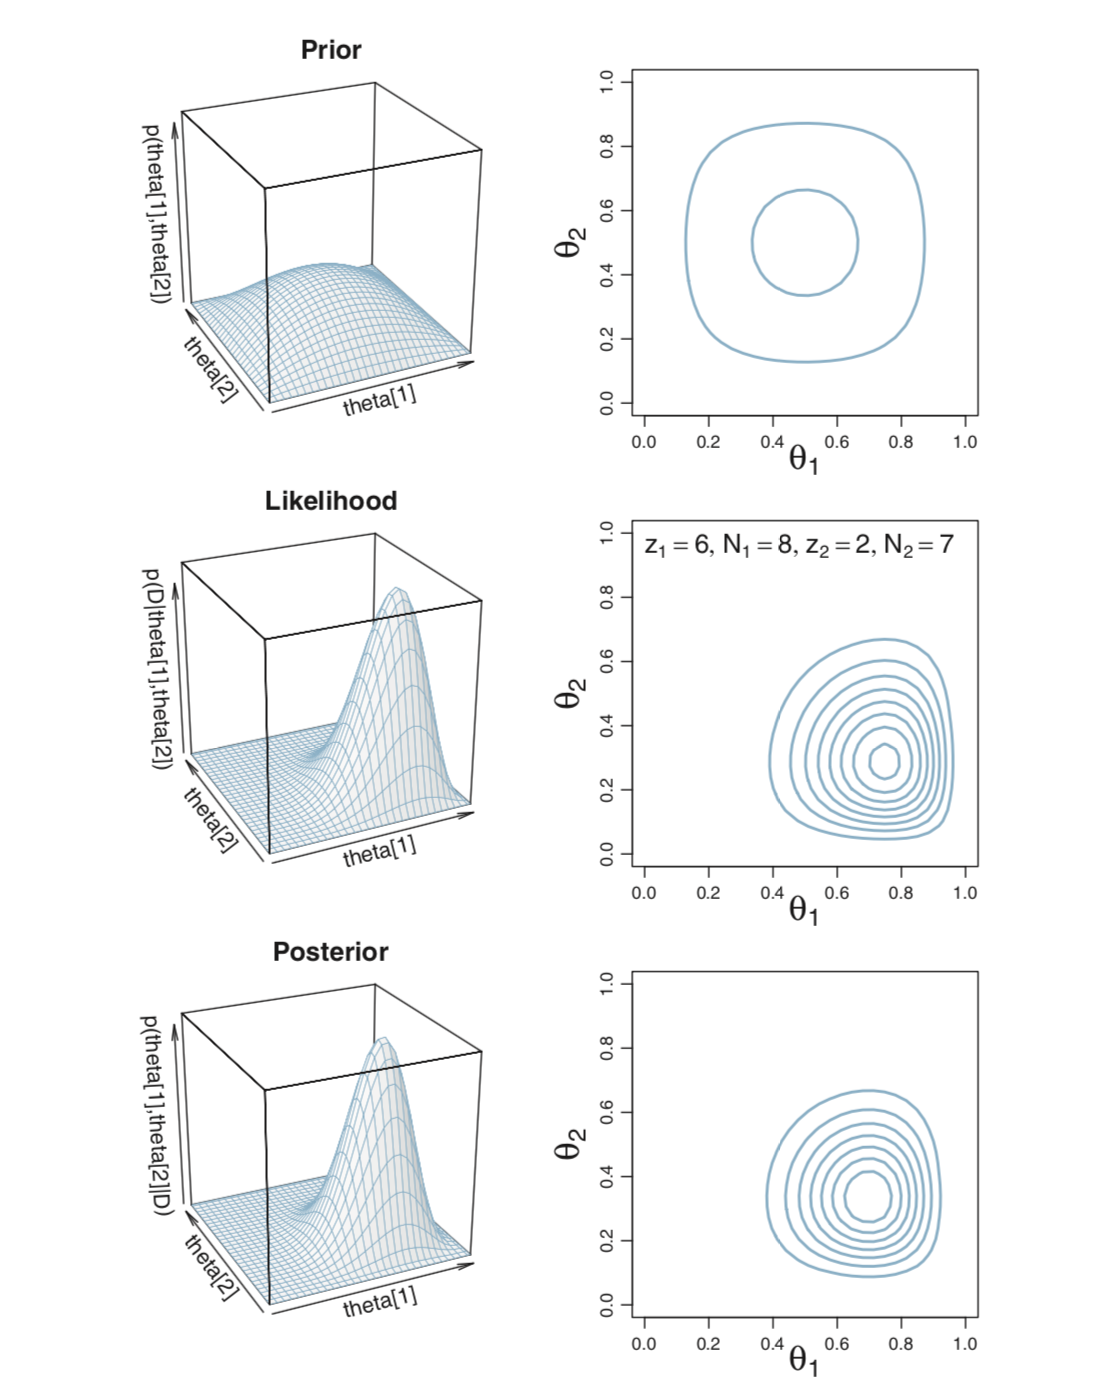 Prior
p(theta[1],theta[2])
theta[2]
theta[1]
1.0
0.8
0.6
0.4
0.2
0.0
θ2
0.0 0.2 0.4 0.6 0.8 1.0
θ1
Likelihood
p(D|theta[1],theta[2])
theta[2]
theta[1]
z1 = 6, N1 = 8, z2 = 2, N2 = 7
1.0
0.8
0.6
0.4
0.2
0.0
θ2
0.0 0.2 0.4 0.6 0.8 1.0
θ1
Posterior
p(theta[1],theta[2]|D)
theta[2]
theta[1]
1.0
0.8
0.6
0.4
0.2
0.0
θ2
0.0 0.2 0.4 0.6 0.8 1.0
θ1